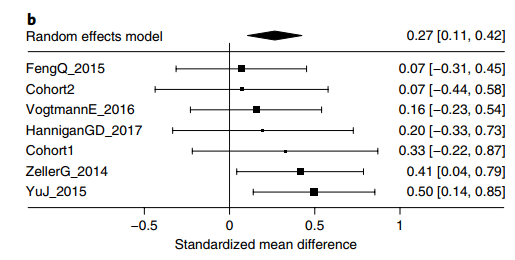 b
Random effects model 0.27 [0.11, 0.42]
FengQ_2015 0.07 [−0.31, 0.45]
Cohort2 0.07 [−0.44, 0.58]
VogtmannE_2016 0.16 [−0.23, 0.54]
HanniganGD_2017 0.20 [−0.33, 0.73]
Cohort1 0.33 [−0.22, 0.87]
ZellerG_2014 0.41 [0.04, 0.79]
YuJ_2015 0.50 [0.14, 0.85]
−0.5 0 0.5 1
Standardized mean difference